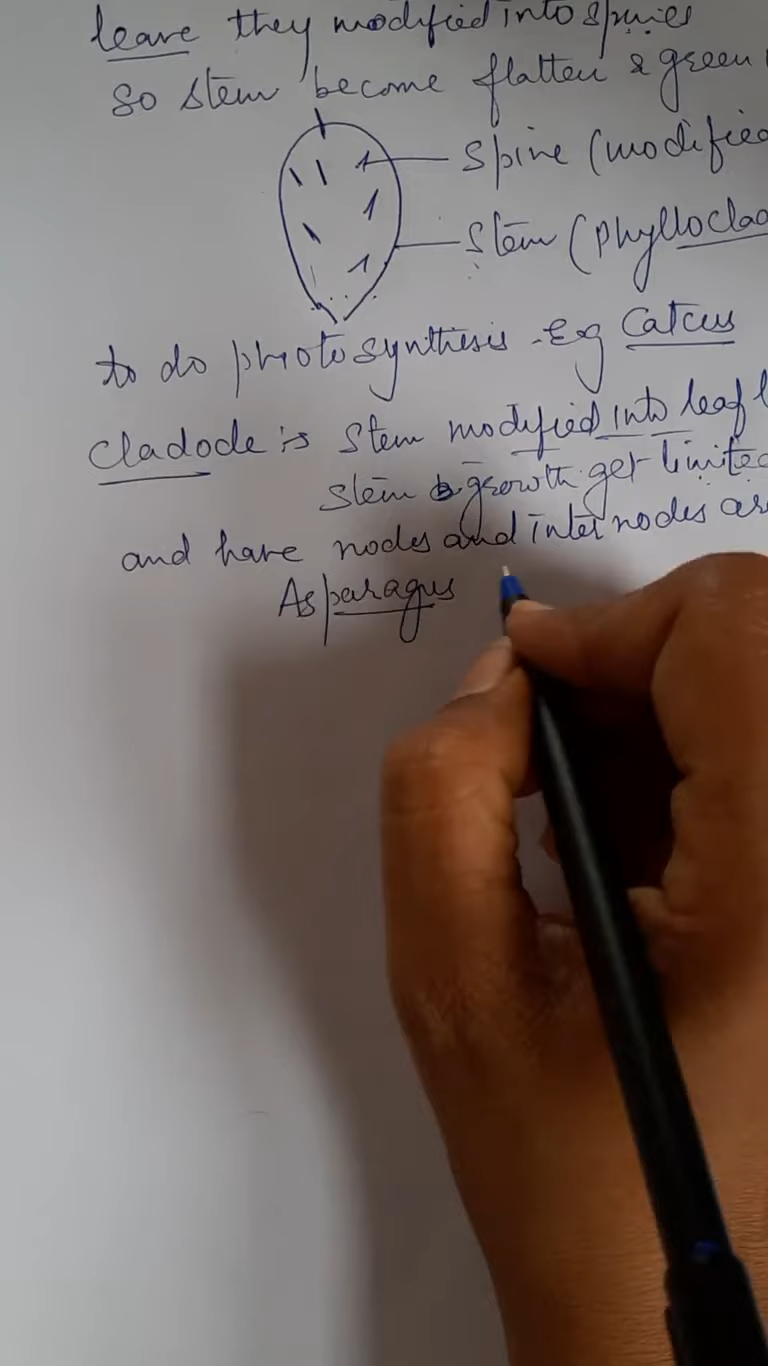 leave they modified into spines
so stem become flatten & green
Spine (modified
Stem (phylloclad
to do photosynthesis . Eg Catcus
Cladode is stem modified into leaf l
stem growth get limited
and have nodes and internodes are
Asparagus